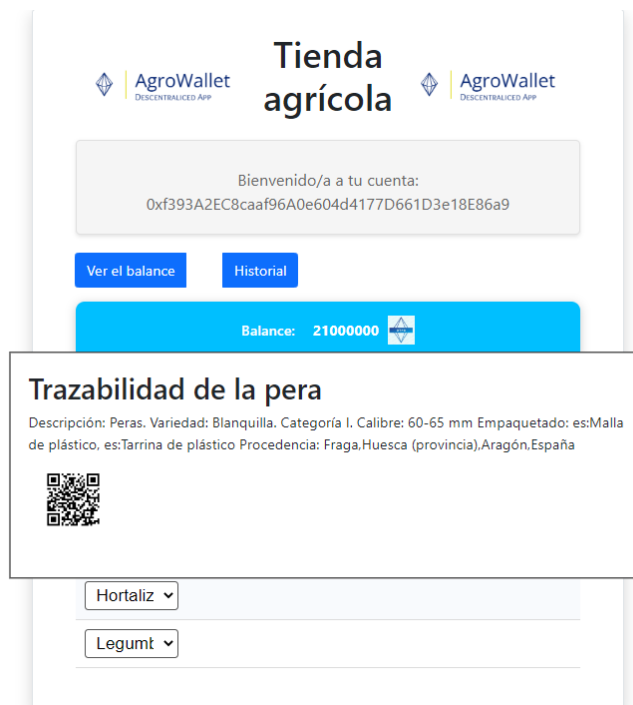 Tienda
agrícola
AgroWallet
DESCENTRALICED APP
AgroWallet
DESCENTRALICED APP
Bienvenido/a a tu cuenta:
0xf393A2EC8caaf96A0e604d4177D661D3e18E86a9
Ver el balance
Historial
Balance: 21000000
Trazabilidad de la pera
Descripción: Peras. Variedad: Blanquilla. Categoría I. Calibre: 60-65 mm Empaquetado: es:Malla
de plástico, es:Tarrina de plástico Procedencia: Fraga,Huesca (provincia),Aragón,España
Hortaliz
Legumt